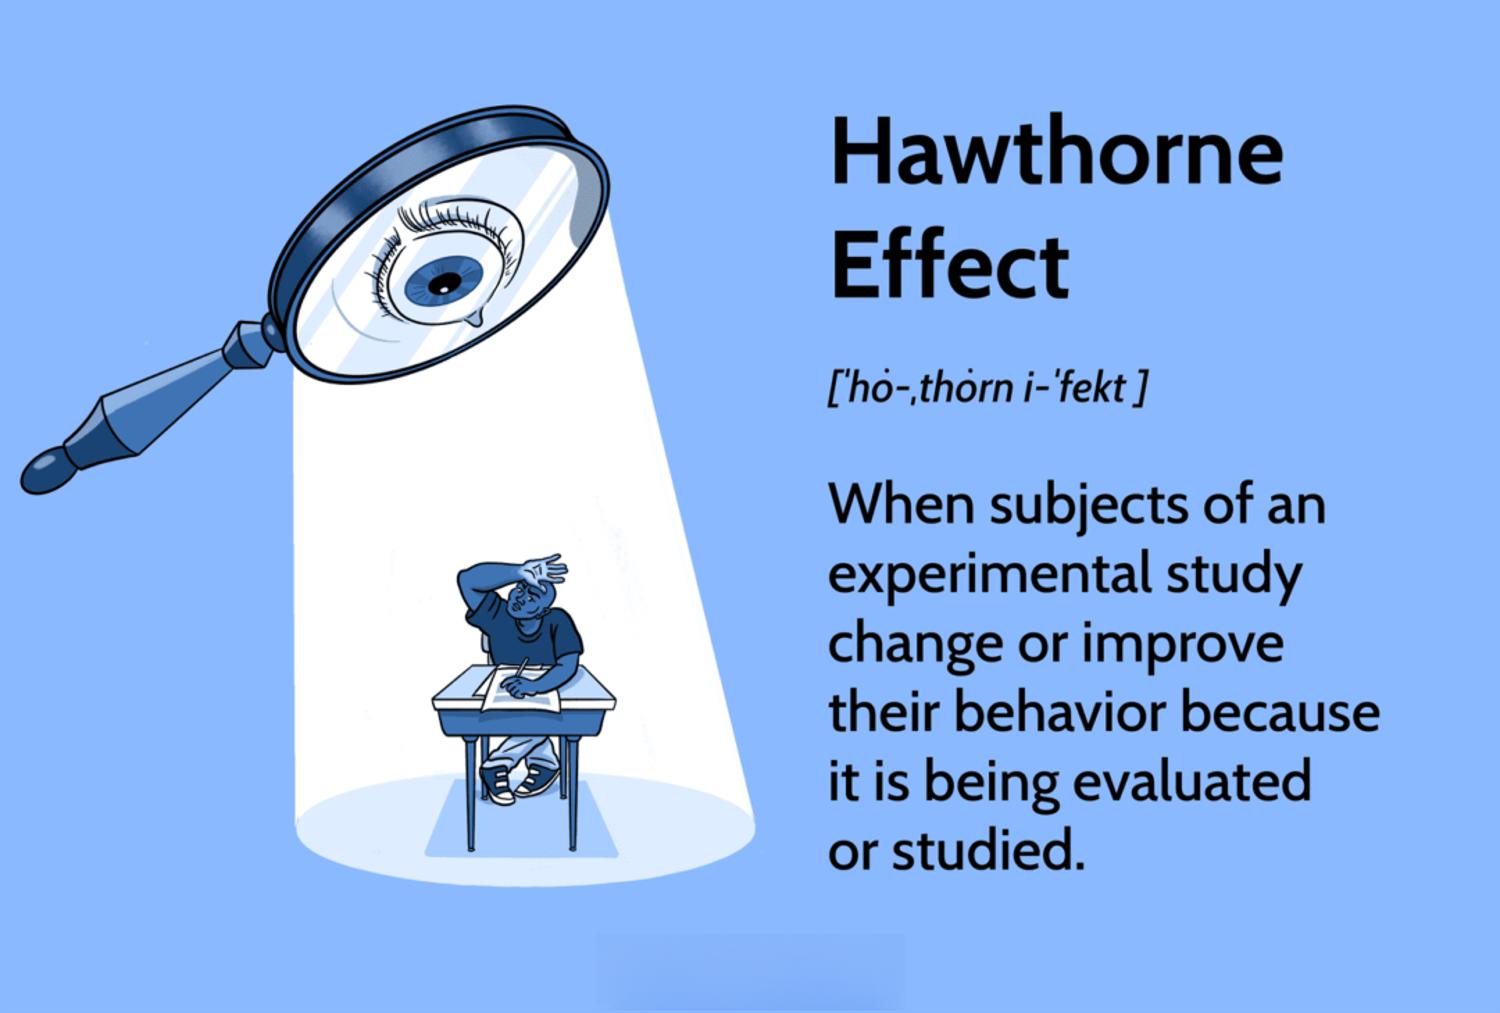 Hawthorne
Effect
[ˈhȯ-ˌthȯrn i-ˈfekt ]
When subjects of an
experimental study
change or improve
their behavior because
it is being evaluated
or studied.